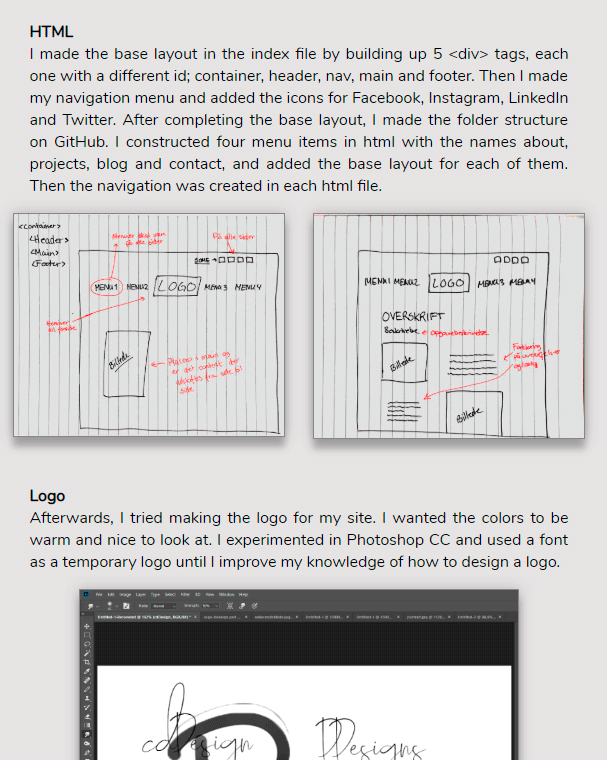 HTML
I made the base layout in the index file by building up 5 <div> tags, each
one with a different id; container, header, nav, main and footer. Then I made
my navigation menu and added the icons for Facebook, Instagram, LinkedIn
and Twitter. After completing the base layout, I made the folder structure
on GitHub. I constructed four menu items in html with the names about,
projects, blog and contact, and added the base layout for each of them.
Then the navigation was created in each html file.
<Container>
<Header>
<Main>
<Footer>
på alle sider
På alle sider
SOME
MENU1 MENU2 LOGO MENU3 MENU4
Billede
MENU1 MENU2 LOGO MENU3 MENU4
OVERSKRIFT
Billede
Billede
Logo
Afterwards, I tried making the logo for my site. I wanted the colors to be
warm and nice to look at. I experimented in Photoshop CC and used a font
as a temporary logo until I improve my knowledge of how to design a logo.
File Edit Image Layer Type Select Filter 3D View Window Help
Designs